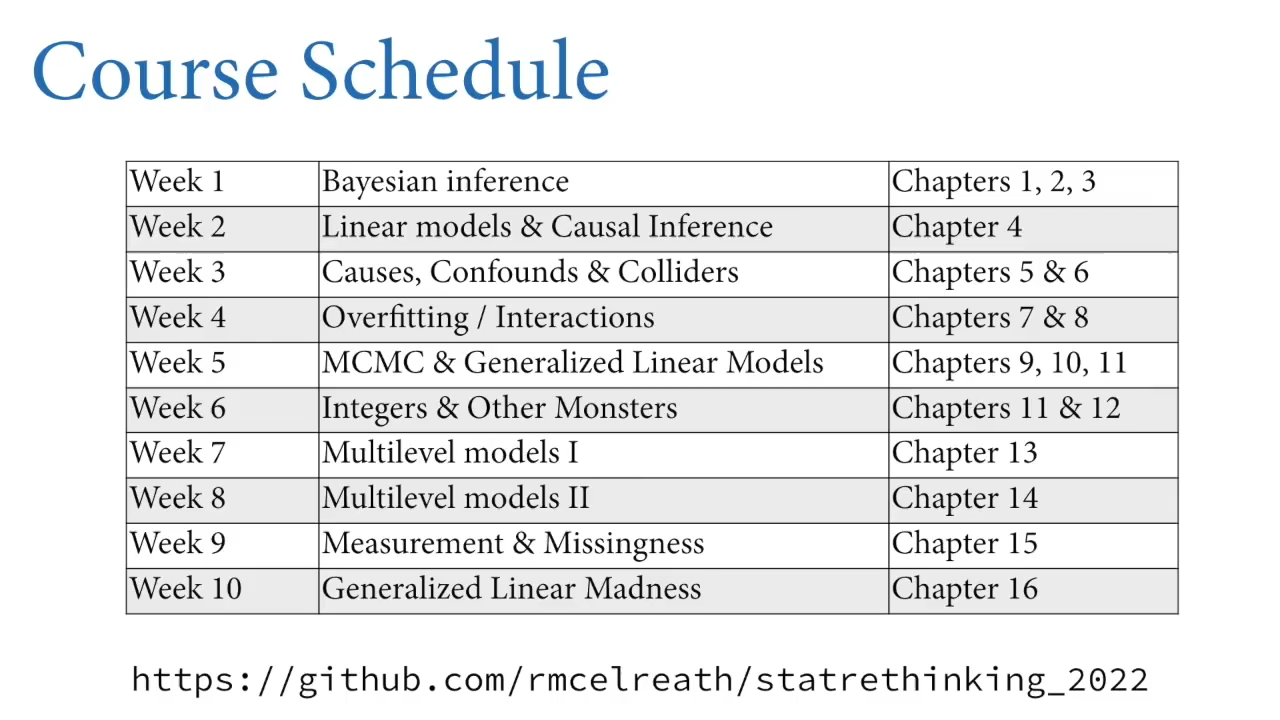 Course Schedule
Week 1 Bayesian inference Chapters 1, 2, 3
Week 2 Linear models & Causal Inference Chapter 4
Week 3 Causes, Confounds & Colliders Chapters 5 & 6
Week 4 Overfitting / Interactions Chapters 7 & 8
Week 5 MCMC & Generalized Linear Models Chapters 9, 10, 11
Week 6 Integers & Other Monsters Chapters 11 & 12
Week 7 Multilevel models I Chapter 13
Week 8 Multilevel models II Chapter 14
Week 9 Measurement & Missingness Chapter 15
Week 10 Generalized Linear Madness Chapter 16
https://github.com/rmcelreath/statrethinking_2022